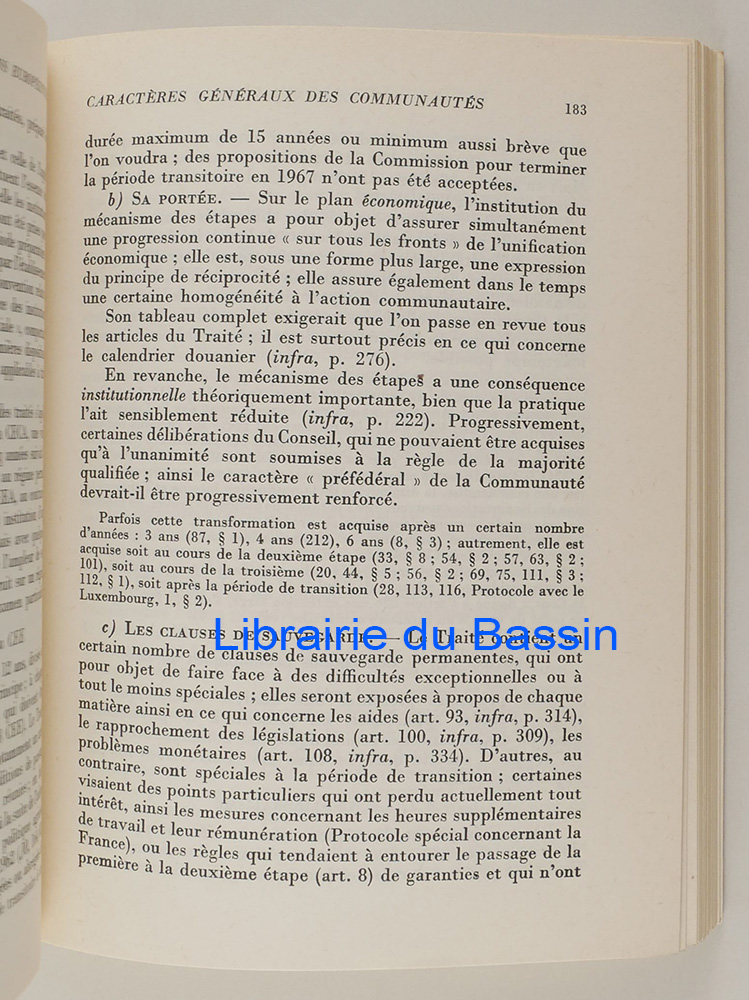 CARACTÈRES GÉNÉRAUX DES COMMUNAUTÉS 183
durée maximum de 15 années ou minimum aussi brève que
l'on voudra ; des propositions de la Commission pour terminer
la période transitoire en 1967 n'ont pas été acceptées.
b) SA PORTÉE. — Sur le plan économique, l'institution du
mécanisme des étapes a pour objet d'assurer simultanément
une progression continue « sur tous les fronts » de l'unification
économique ; elle est, sous une forme plus large, une expression
du principe de réciprocité ; elle assure également dans le temps
une certaine homogénéité à l'action communautaire.
Son tableau complet exigerait que l'on passe en revue tous
les articles du Traité ; il est surtout précis en ce qui concerne
le calendrier douanier (infra, p. 276).
En revanche, le mécanisme des étapes a une conséquence
institutionnelle théoriquement importante, bien que la pratique
l'ait sensiblement réduite (infra, p. 222). Progressivement,
certaines délibérations du Conseil, qui ne pouvaient être acquises
qu'à l'unanimité sont soumises à la règle de la majorité
qualifiée ; ainsi le caractère « préfédéral » de la Communauté
devrait-il être progressivement renforcé.
Parfois cette transformation est acquise après un certain nombre
d'années : 3 ans (87, § 1), 4 ans (212), 6 ans (8, § 3) ; autrement, elle est
acquise soit au cours de la deuxième étape (33, § 8 ; 54, § 2 ; 57, 63, § 2 ;
101), soit au cours de la troisième (20, 44, § 5 ; 56, § 2 ; 69, 75, 111, § 3 ;
112, § 1), soit après la période de transition (28, 113, 116, Protocole avec le
Luxembourg, 1, § 2).
c) LES CLAUSES DE SAUVEGARDE. — Le Traité contient un
certain nombre de clauses de sauvegarde permanentes, qui ont
pour objet de faire face à des difficultés exceptionnelles ou à
tout le moins spéciales ; elles seront exposées à propos de chaque
matière ainsi en ce qui concerne les aides (art. 93, infra, p. 314),
le rapprochement des législations (art. 100, infra, p. 309), les
problèmes monétaires (art. 108, infra, p. 334). D'autres, au
contraire, sont spéciales à la période de transition ; certaines
visaient des points particuliers qui ont perdu actuellement tout
intérêt, ainsi les mesures concernant les heures supplémentaires
de travail et leur rémunération (Protocole spécial concernant la
France), ou les règles qui tendaient à entourer le passage de la
première à la deuxième étape (art. 8) de garanties et qui n'ont
Librairie du Bassin